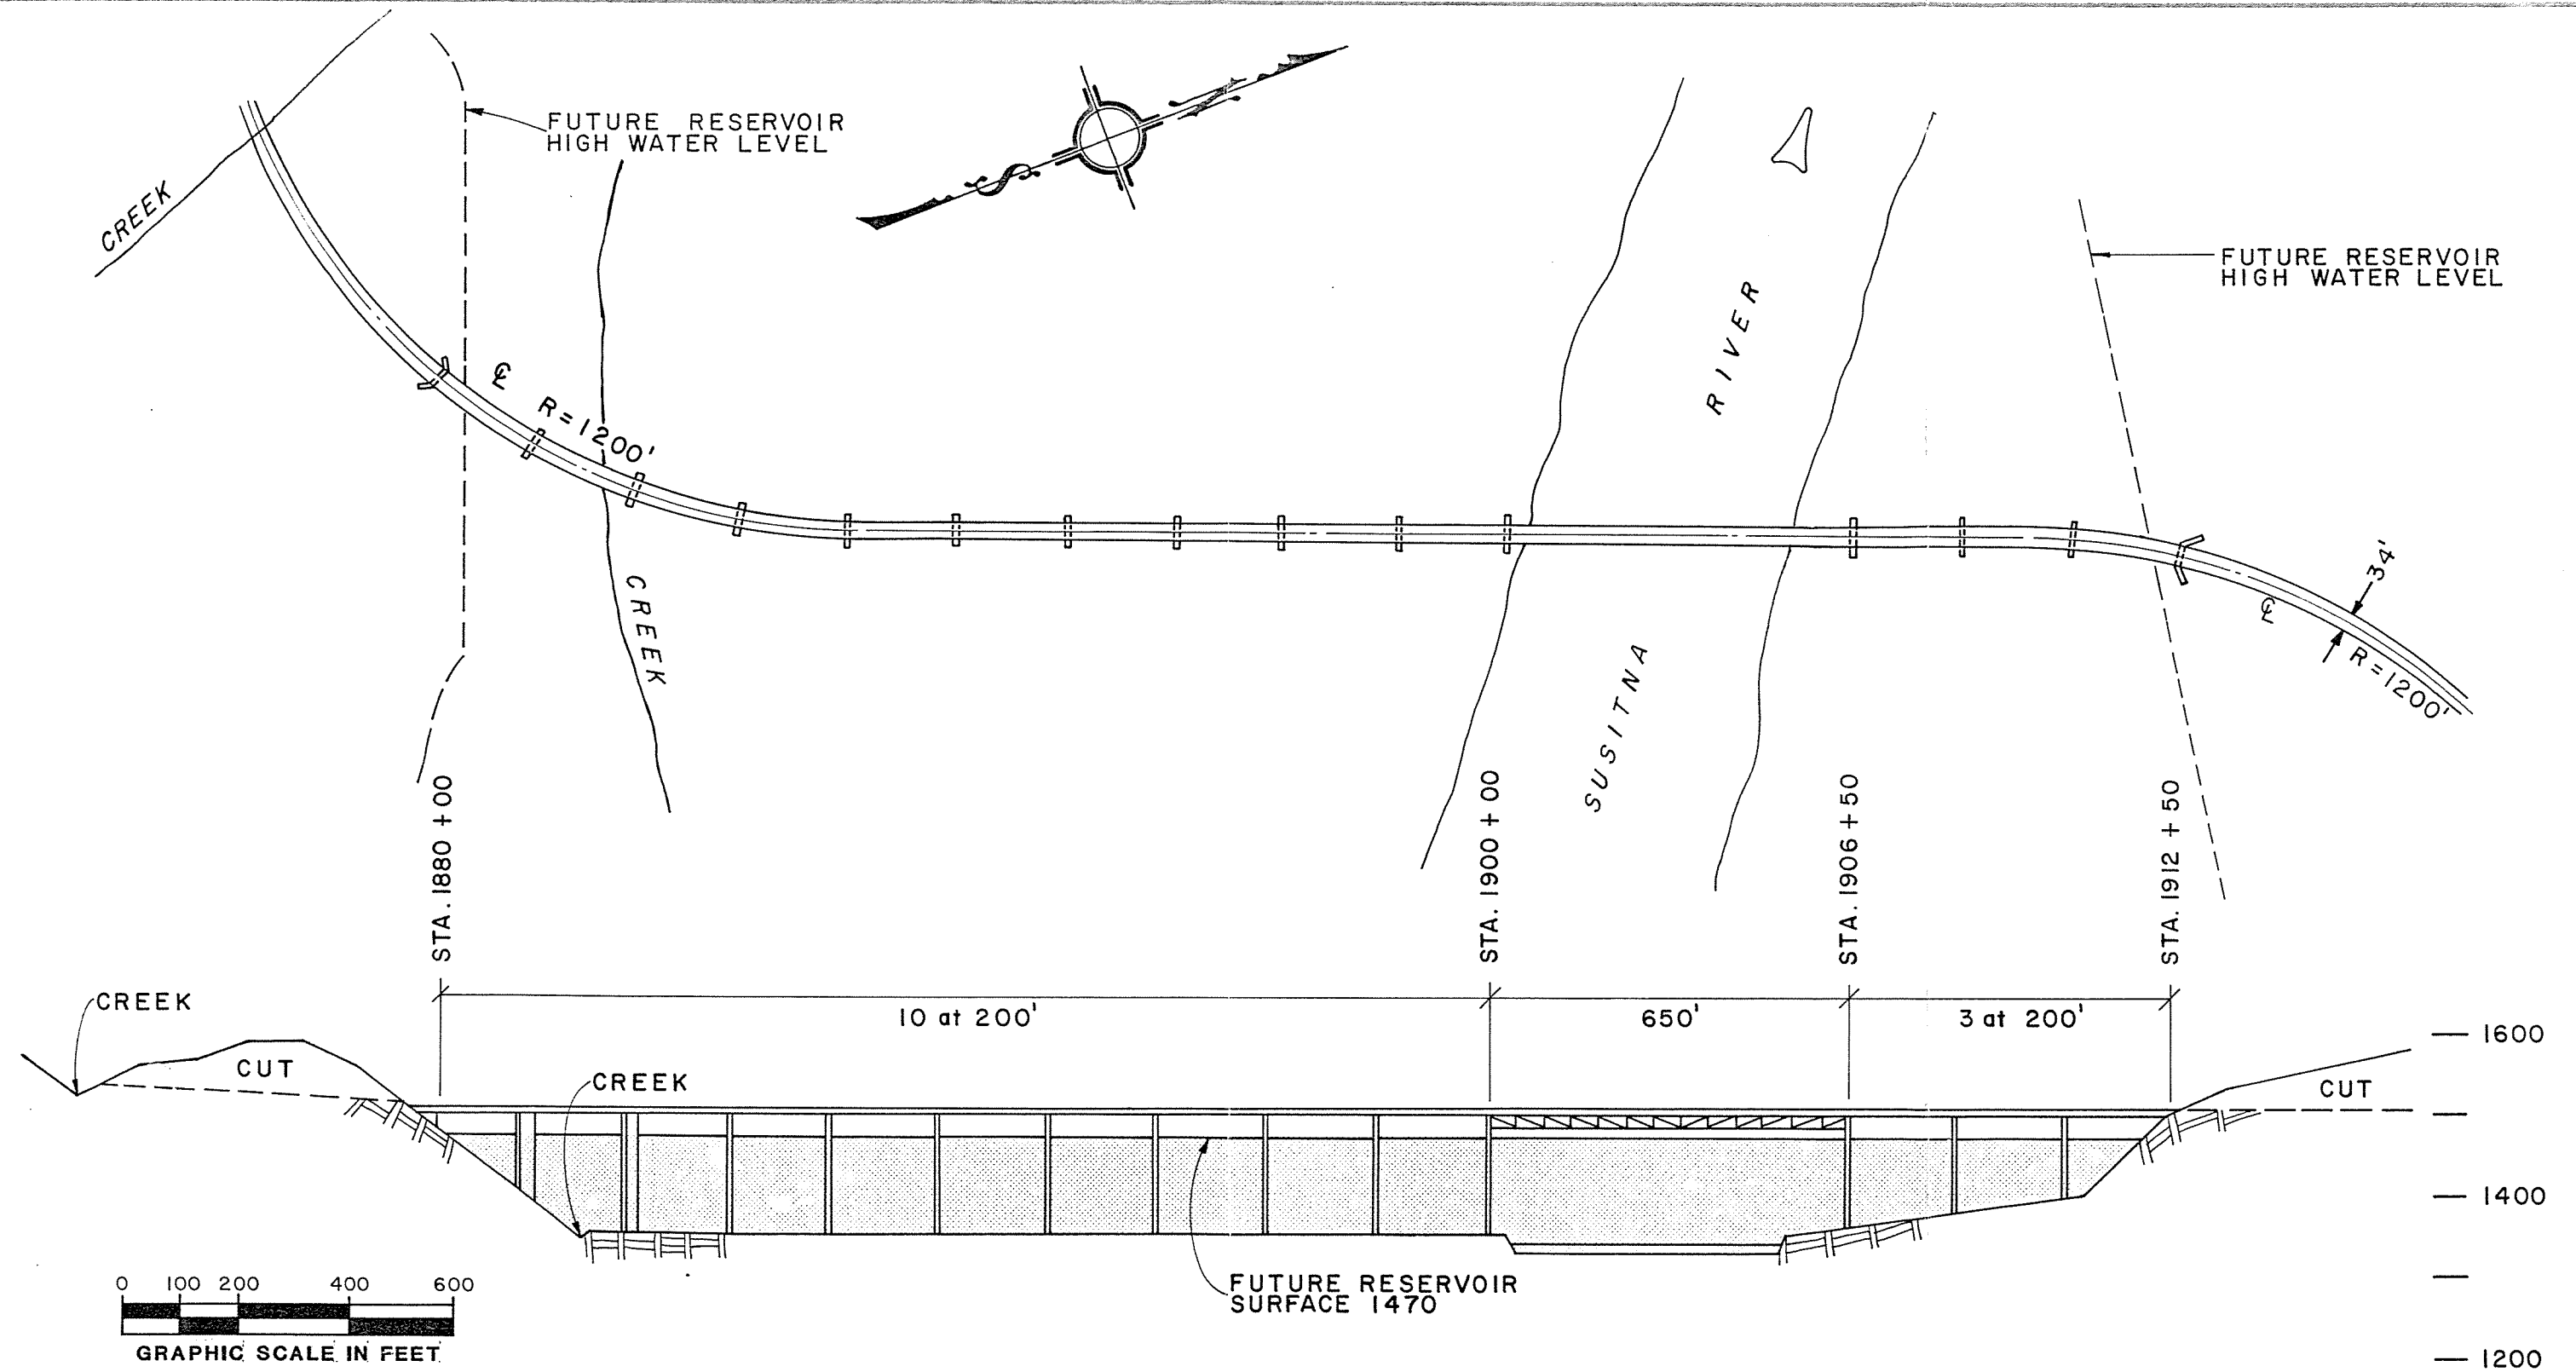 FUTURE RESERVOIR
HIGH WATER LEVEL
CREEK
S
FUTURE RESERVOIR
HIGH WATER LEVEL
RIVER
℄
R=1200'
CREEK
34'
℄
R=1200'
SUSITNA
STA. 1880 + 00
STA. 1900 + 00
STA. 1906 + 50
STA. 1912 + 50
CREEK
10 at 200'
650'
3 at 200'
1600
CUT
CREEK
CUT
1400
FUTURE RESERVOIR
SURFACE 1470
0 100 200 400 600
GRAPHIC SCALE IN FEET
1200